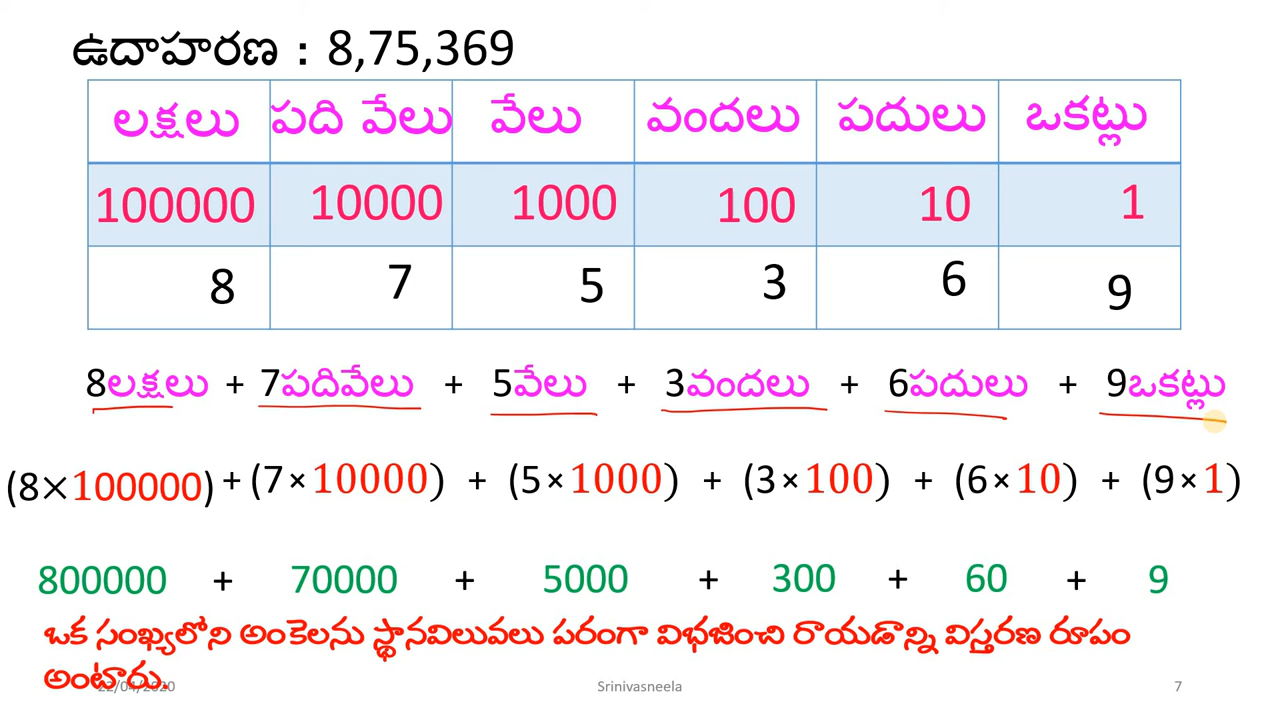 ఉదాహరణ : 8,75,369
లక్షలు పది వేలు వేలు వందలు పదులు ఒకట్లు
100000 10000 1000 100 10 1
8 7 5 3 6 9
8లక్షలు + 7పదివేలు + 5వేలు + 3వందలు + 6పదులు + 9ఒకట్లు
(8×100000) + (7×10000) + (5×1000) + (3×100) + (6×10) + (9×1)
800000 + 70000 + 5000 + 300 + 60 + 9
ఒక సంఖ్యలోని అంకెలను స్థానవిలువలు పరంగా విభజించి రాయడాన్ని విస్తరణ రూపం
అంటారు.
22/04/2020 Srinivasneela 7